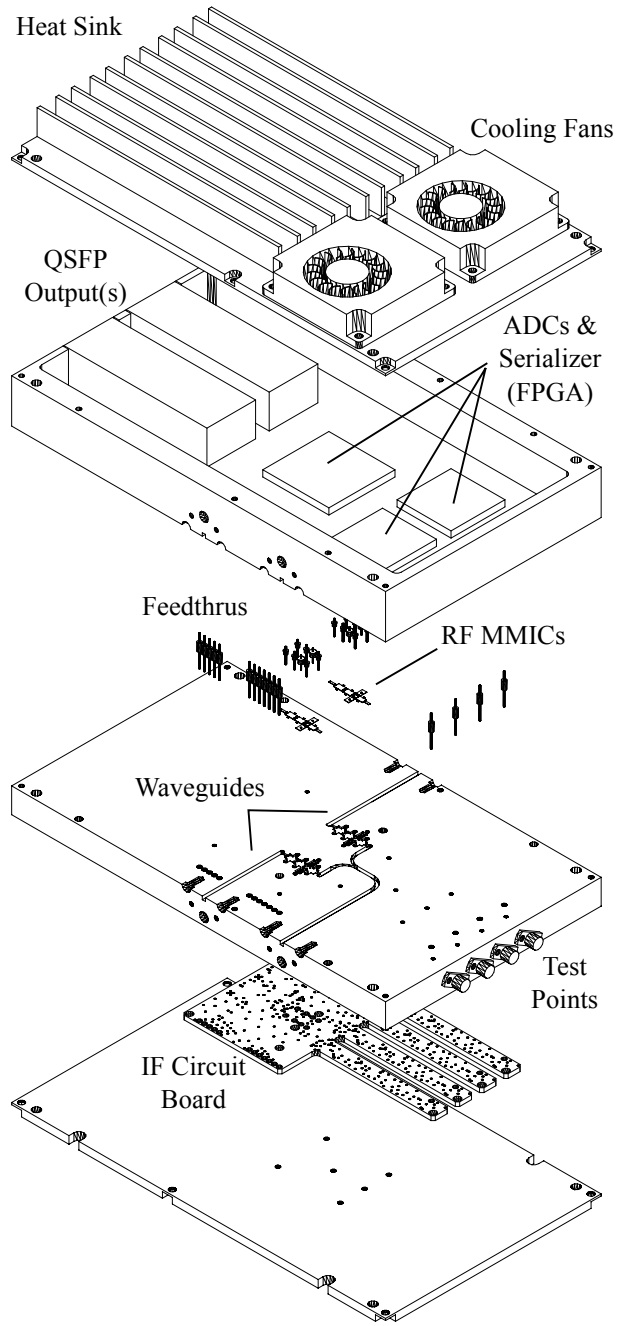 Heat Sink
Cooling Fans
QSFP
Output(s)
ADCs &
Serializer
(FPGA)
Feedthrus
RF MMICs
Waveguides
Test
Points
IF Circuit
Board